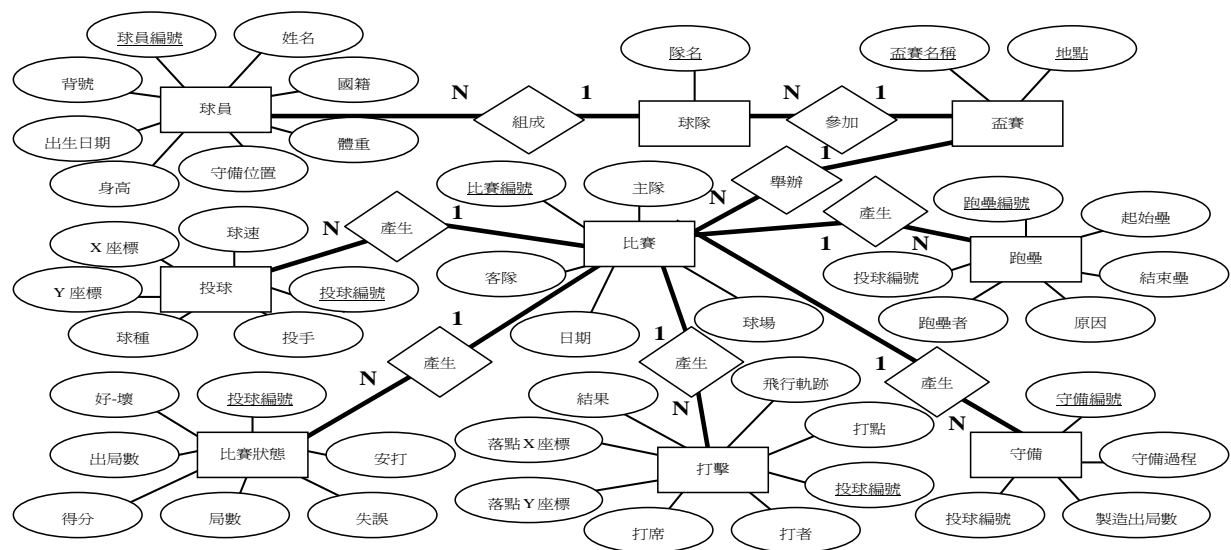 球員編號
姓名
背號
國籍
球員
出生日期
體重
身高
守備位置
N
組成
1
隊名
球隊
N
參加
1
盃賽名稱
地點
盃賽
1
舉辦
N
比賽編號
主隊
比賽
客隊
日期
球場
1
產生
N
X 座標
球速
Y 座標
投球
投球編號
球種
投手
產生
1
N
跑壘編號
起始壘
跑壘
投球編號
結束壘
跑壘者
原因
1
產生
N
好-壞
投球編號
出局數
比賽狀態
安打
得分
局數
失誤
1
產生
N
結果
飛行軌跡
落點 X 座標
打點
打擊
落點 Y 座標
投球編號
打席
打者
1
產生
N
守備編號
守備
守備過程
投球編號
製造出局數